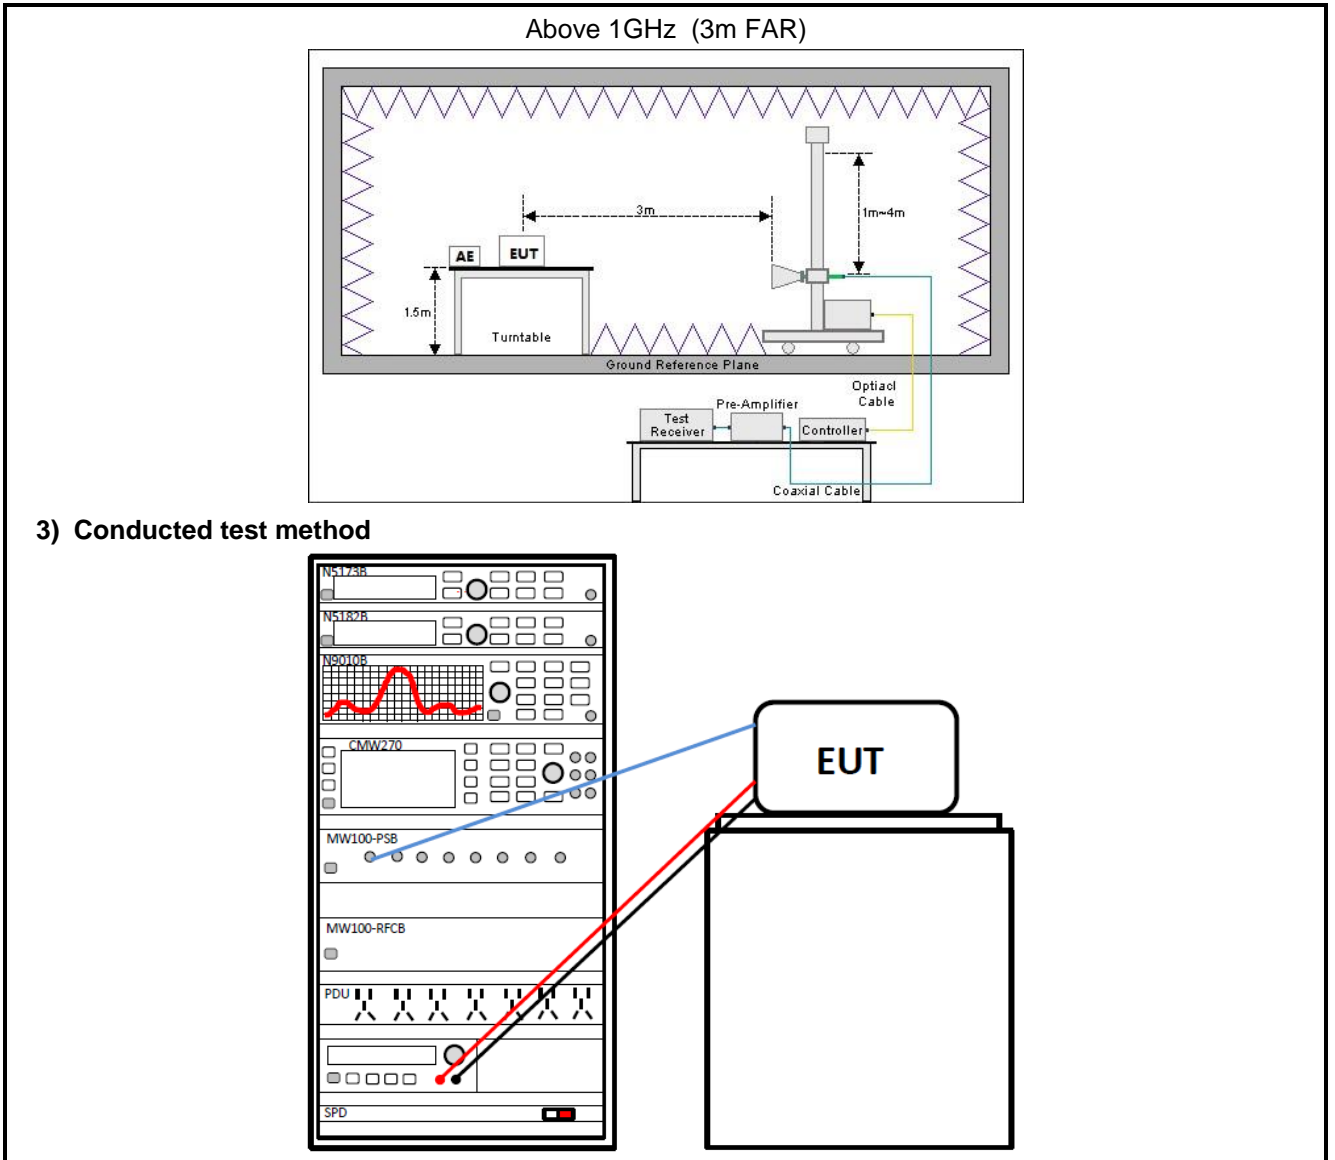 Above 1GHz (3m FAR)
3m
1m~4m
AE
EUT
1.5m
Turntable
Ground Reference Plane
Optiacl
Cable
Pre-Amplifier
Test
Receiver
Controller
Coaxial Cable
3) Conducted test method
N5173B
N5182B
N9010B
CMW270
EUT
MW100-PSB
MW100-RFCB
PDU
SPD